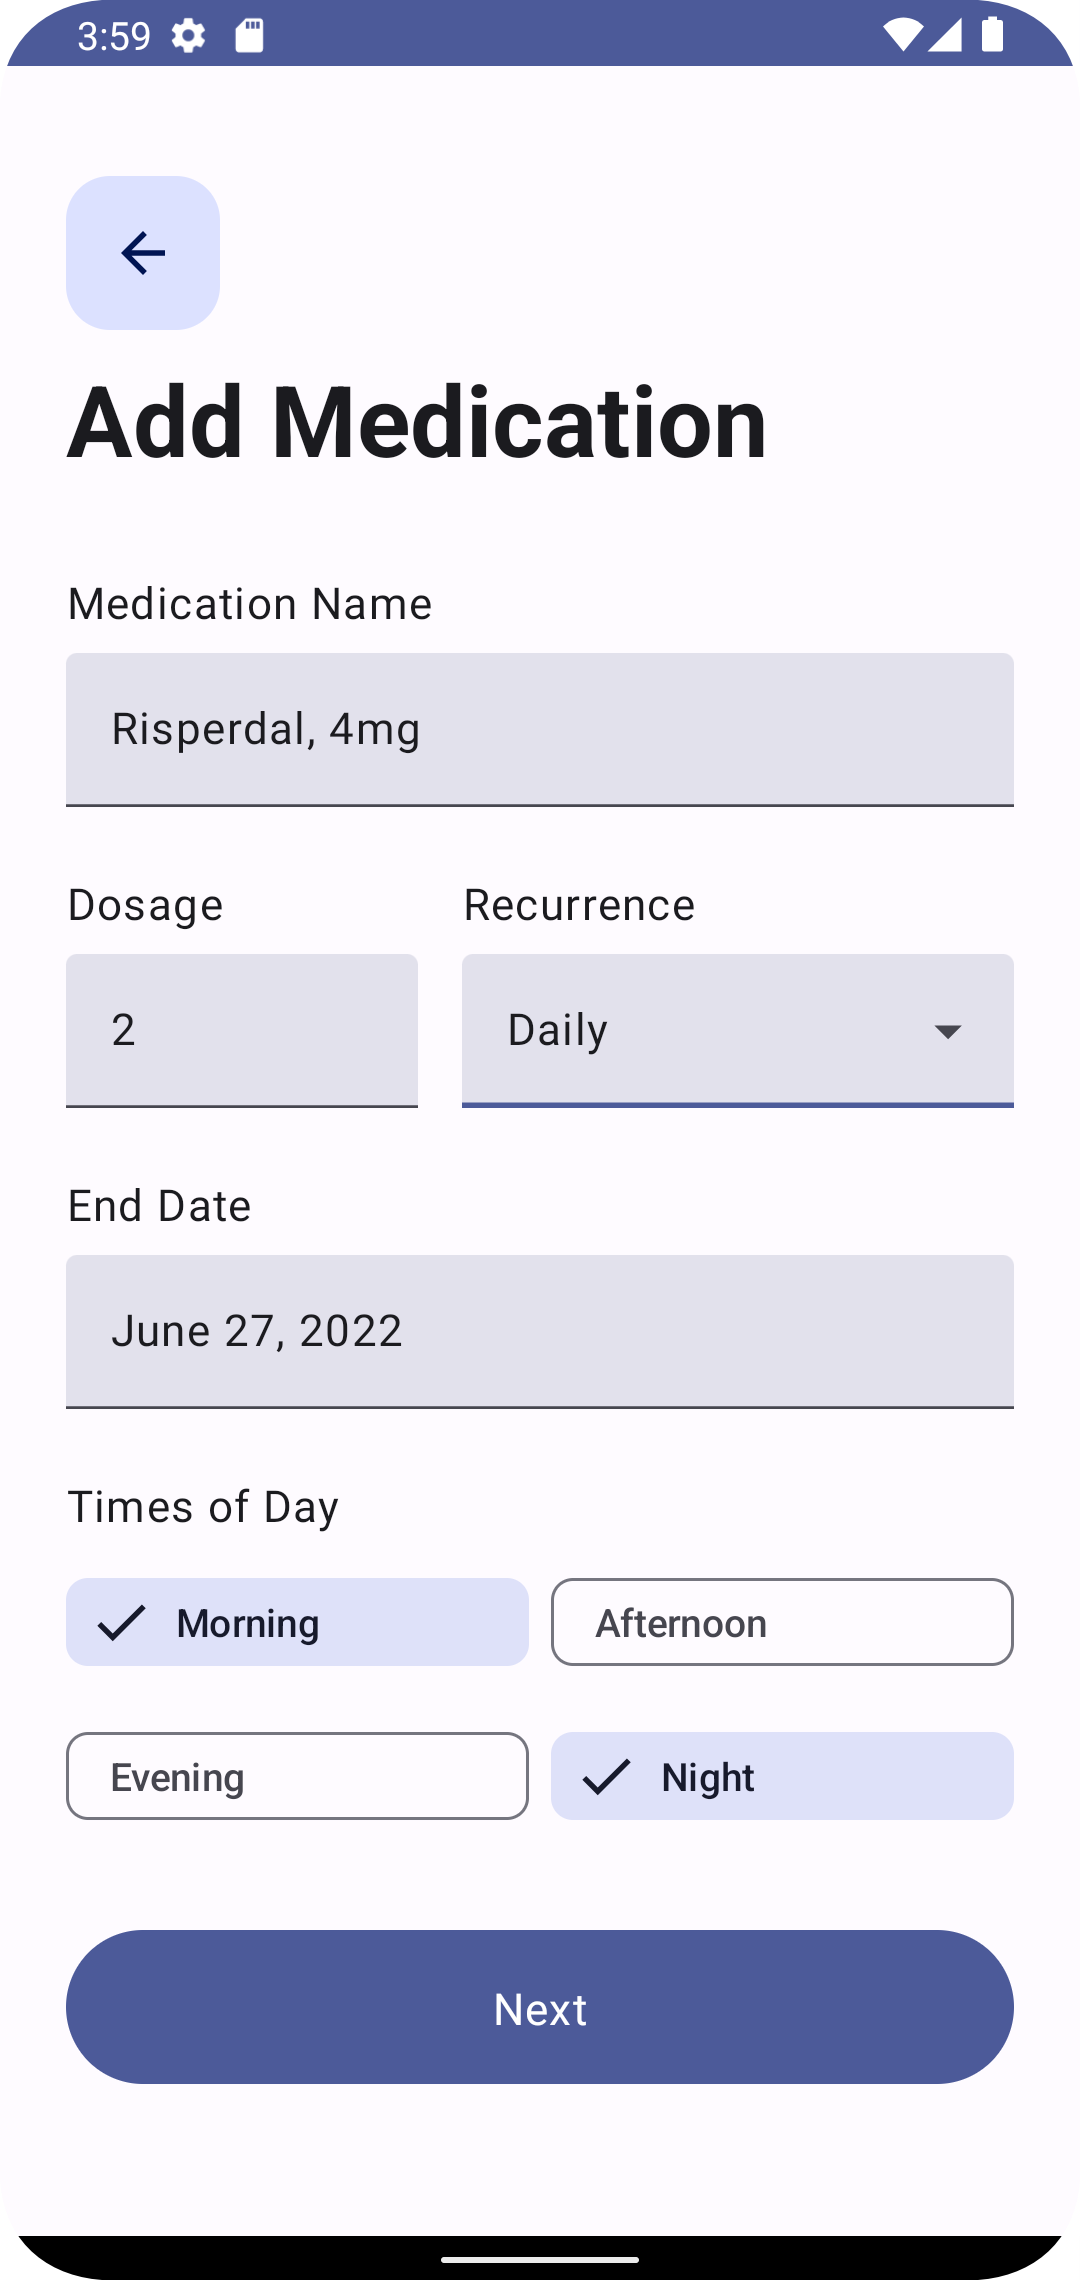 3:59
Add Medication
Medication Name
Risperdal, 4mg
Dosage Recurrence
2 Daily
End Date
June 27, 2022
Times of Day
Morning Afternoon
Evening Night
Next